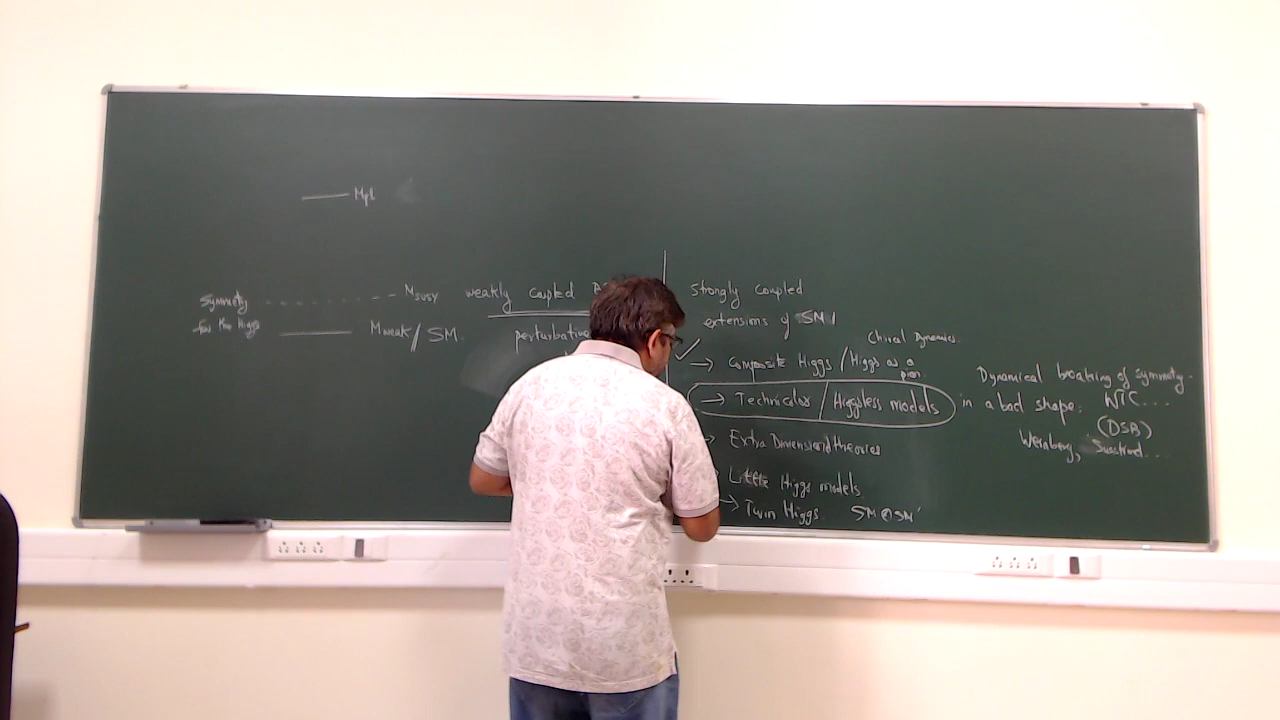 Mpl
Symmetry
for the Higgs
MSUSY
Mweak/SM
weakly coupled
perturbative
Strongly coupled
extensions of SM
Chiral Dynamics
→ Composite Higgs / Higgs as a
pion
→ Technicolor / Higgsless models
in a bad shape:
→ Extra Dimensional theories
Little Higgs models
→ Twin Higgs SM ⊗ SM'
Dynamical breaking of symmetry
WTC...
(DSB)
Weinberg, Susskind...